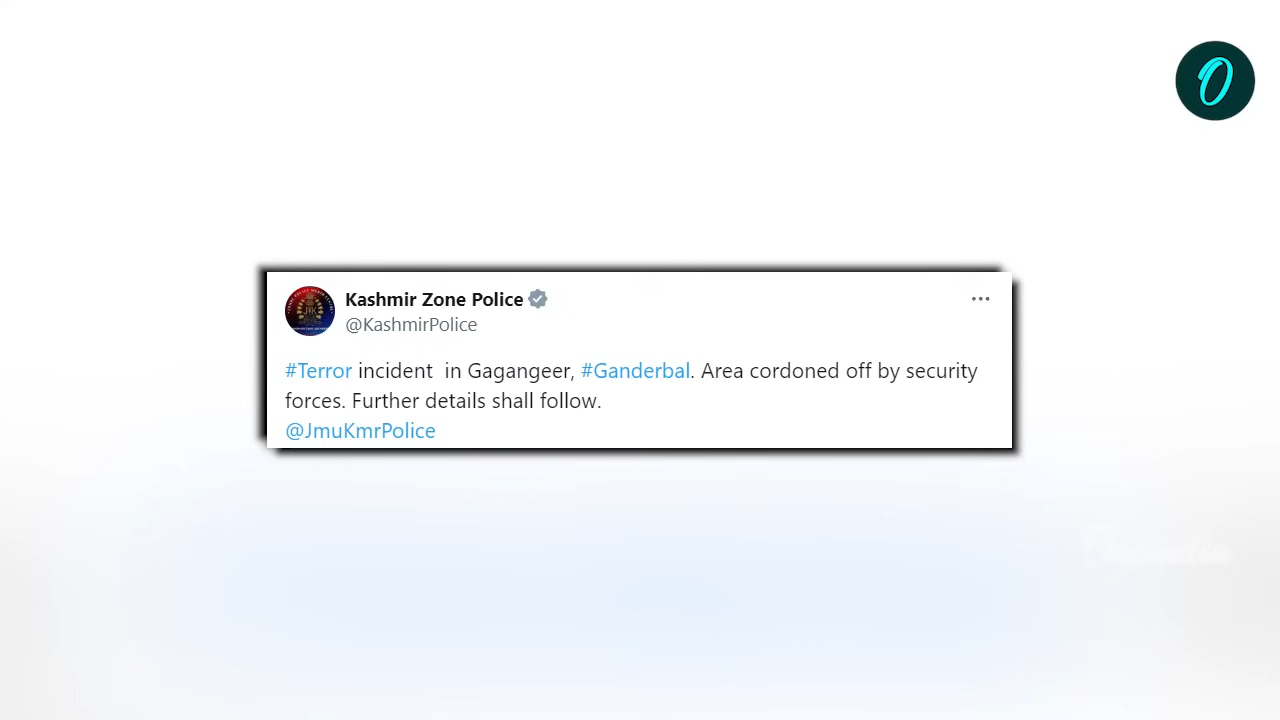 O
Kashmir Zone Police
@KashmirPolice
#Terror incident in Gagangeer, #Ganderbal. Area cordoned off by security
forces. Further details shall follow.
@JmuKmrPolice